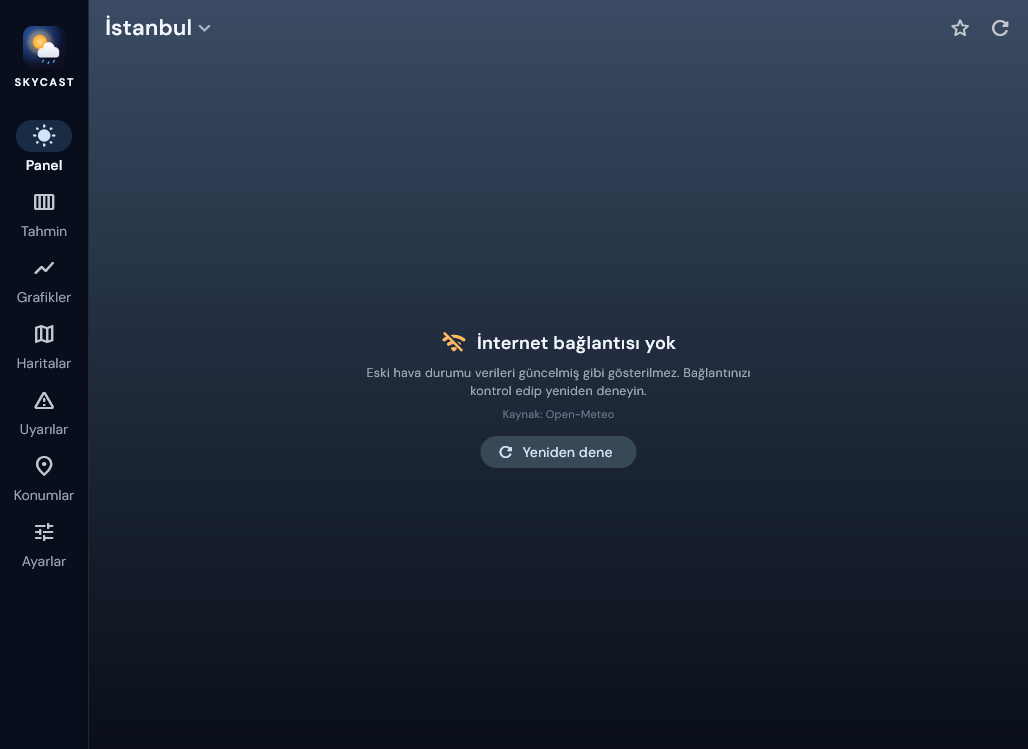 İstanbul
SKYCAST
Panel
Tahmin
Grafikler
Haritalar
Uyarılar
Konumlar
Ayarlar
İnternet bağlantısı yok
Eski hava durumu verileri güncelmiş gibi gösterilmez. Bağlantınızı
kontrol edip yeniden deneyin.
Kaynak: Open-Meteo
Yeniden dene